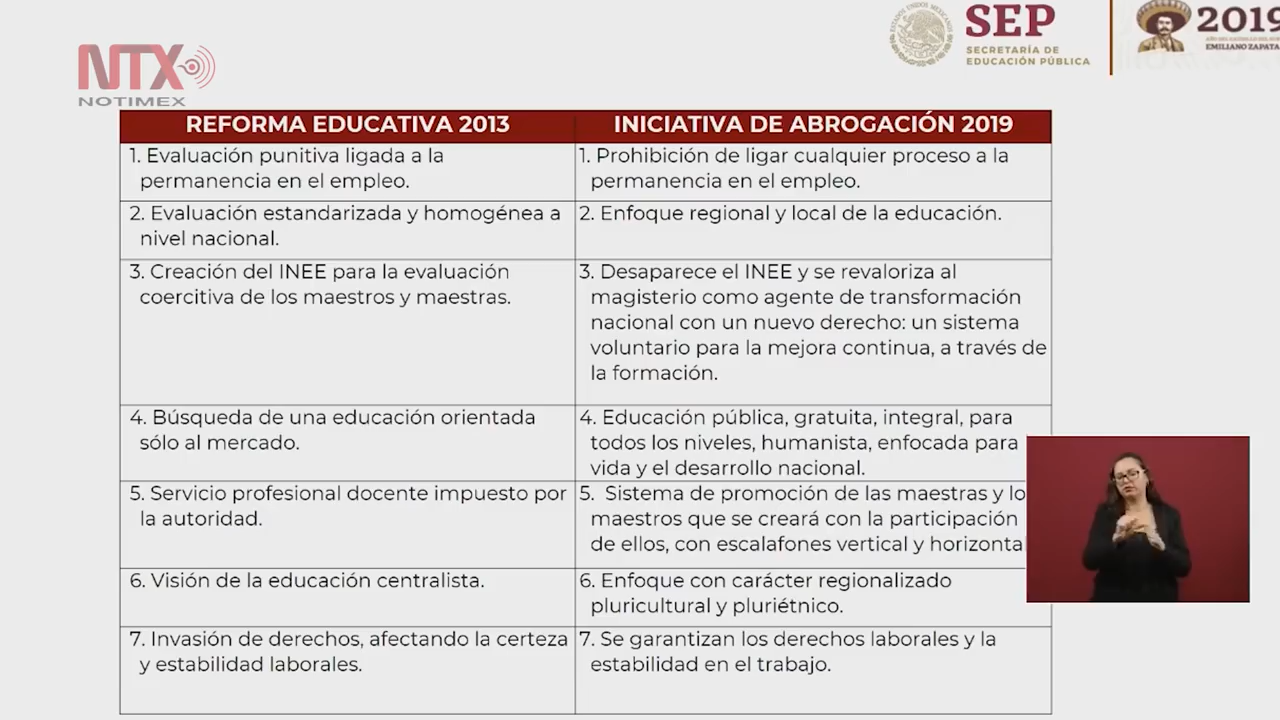 NTX
NOTIMEX
SEP
SECRETARÍA DE
EDUCACIÓN PÚBLICA
2019
EMILIANO ZAPATA
REFORMA EDUCATIVA 2013
INICIATIVA DE ABROGACIÓN 2019
1. Evaluación punitiva ligada a la
permanencia en el empleo.
1. Prohibición de ligar cualquier proceso a la
permanencia en el empleo.
2. Evaluación estandarizada y homogénea a
nivel nacional.
2. Enfoque regional y local de la educación.
3. Creación del INEE para la evaluación
coercitiva de los maestros y maestras.
3. Desaparece el INEE y se revaloriza al
magisterio como agente de transformación
nacional con un nuevo derecho: un sistema
voluntario para la mejora continua, a través de
la formación.
4. Búsqueda de una educación orientada
sólo al mercado.
4. Educación pública, gratuita, integral, para
todos los niveles, humanista, enfocada para
vida y el desarrollo nacional.
5. Servicio profesional docente impuesto por
la autoridad.
5. Sistema de promoción de las maestras y lo
maestros que se creará con la participación
de ellos, con escalafones vertical y horizontal
6. Visión de la educación centralista.
6. Enfoque con carácter regionalizado
pluricultural y pluriétnico.
7. Invasión de derechos, afectando la certeza
y estabilidad laborales.
7. Se garantizan los derechos laborales y la
estabilidad en el trabajo.